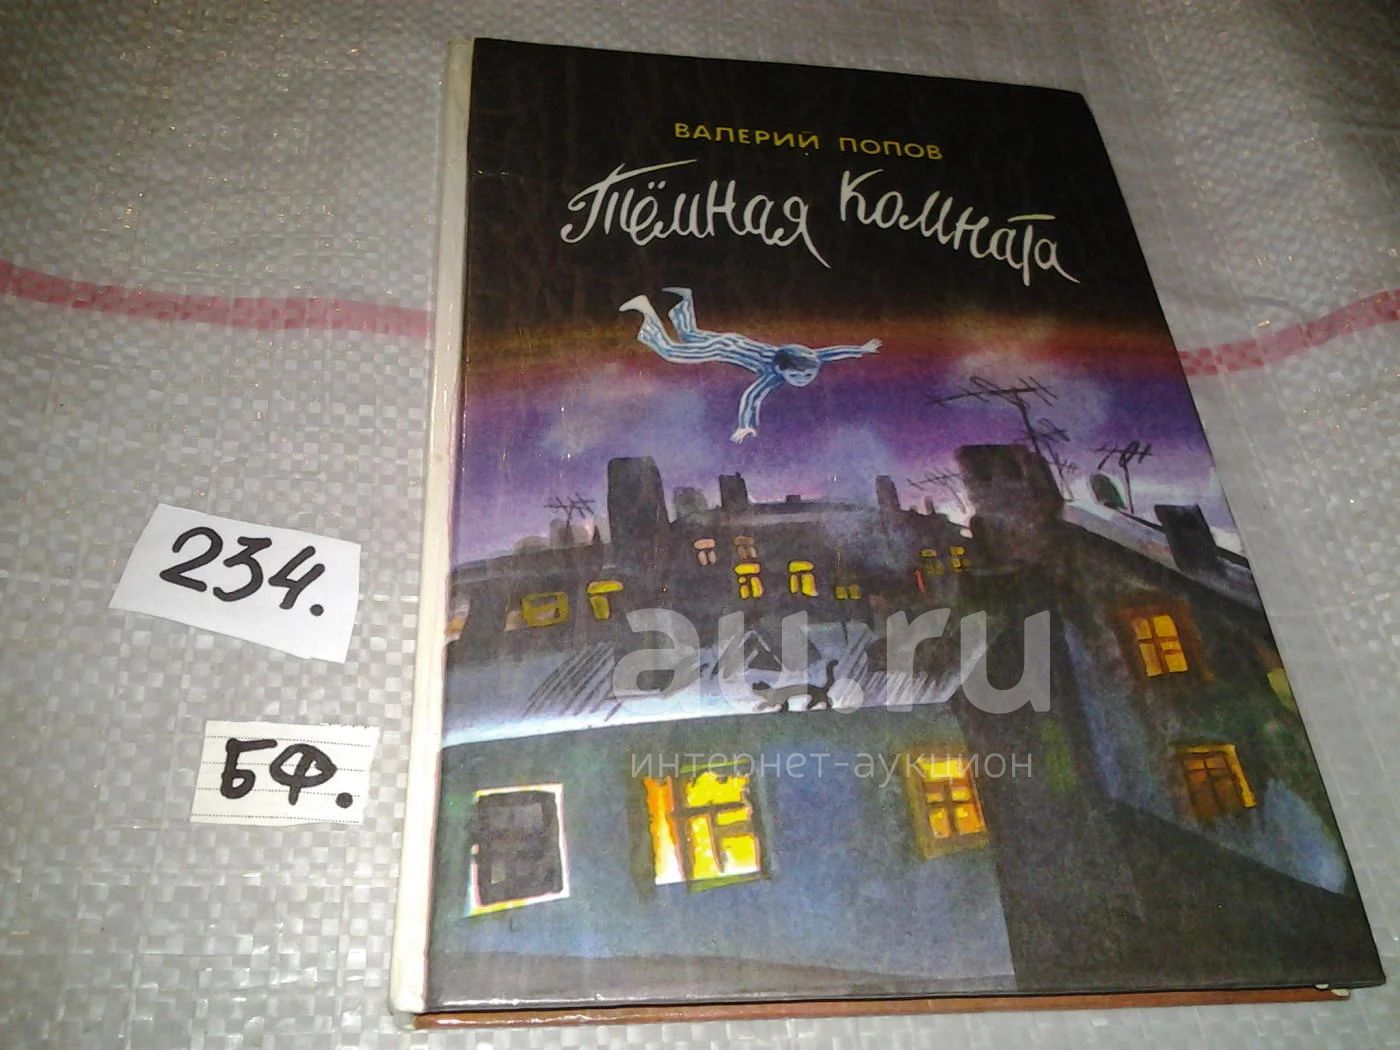 ВАЛЕРИЙ ПОПОВ
Тёмная Комната
234.
БФ.
au.ru
интернет-аукцион